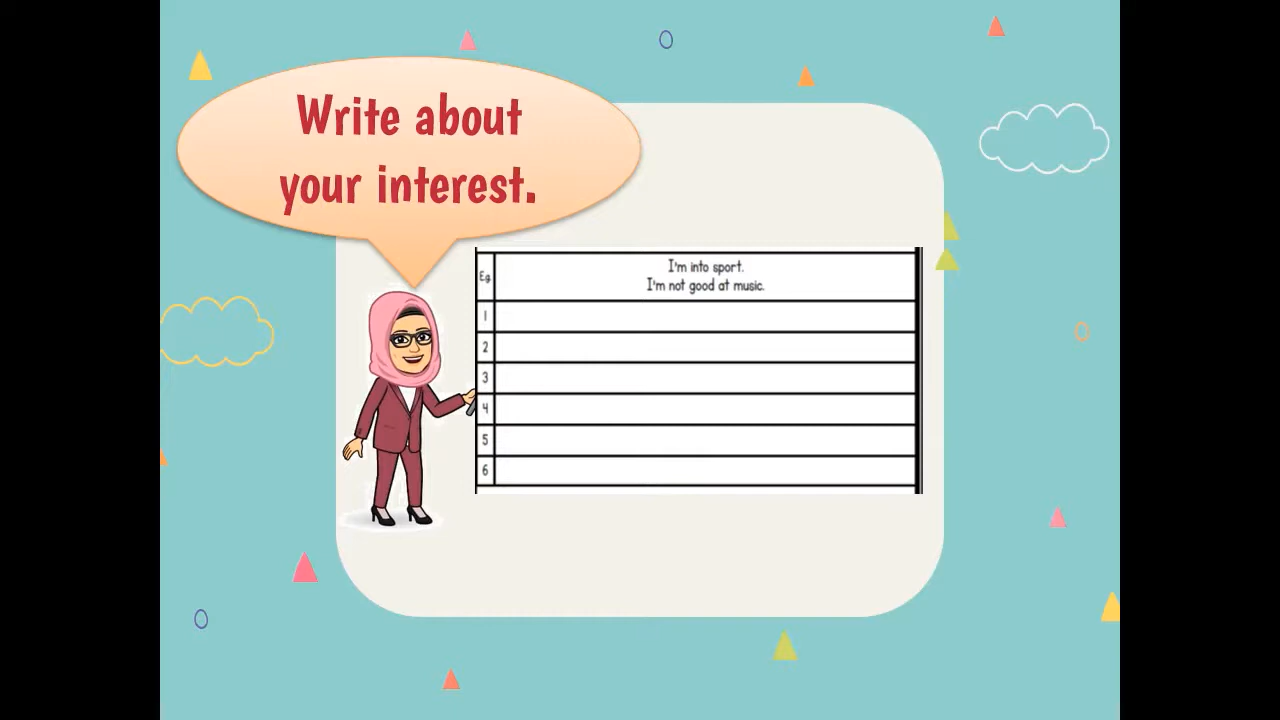 Write about
your interest.
Eg
I'm into sport.
I'm not good at music.
1
2
3
4
5
6